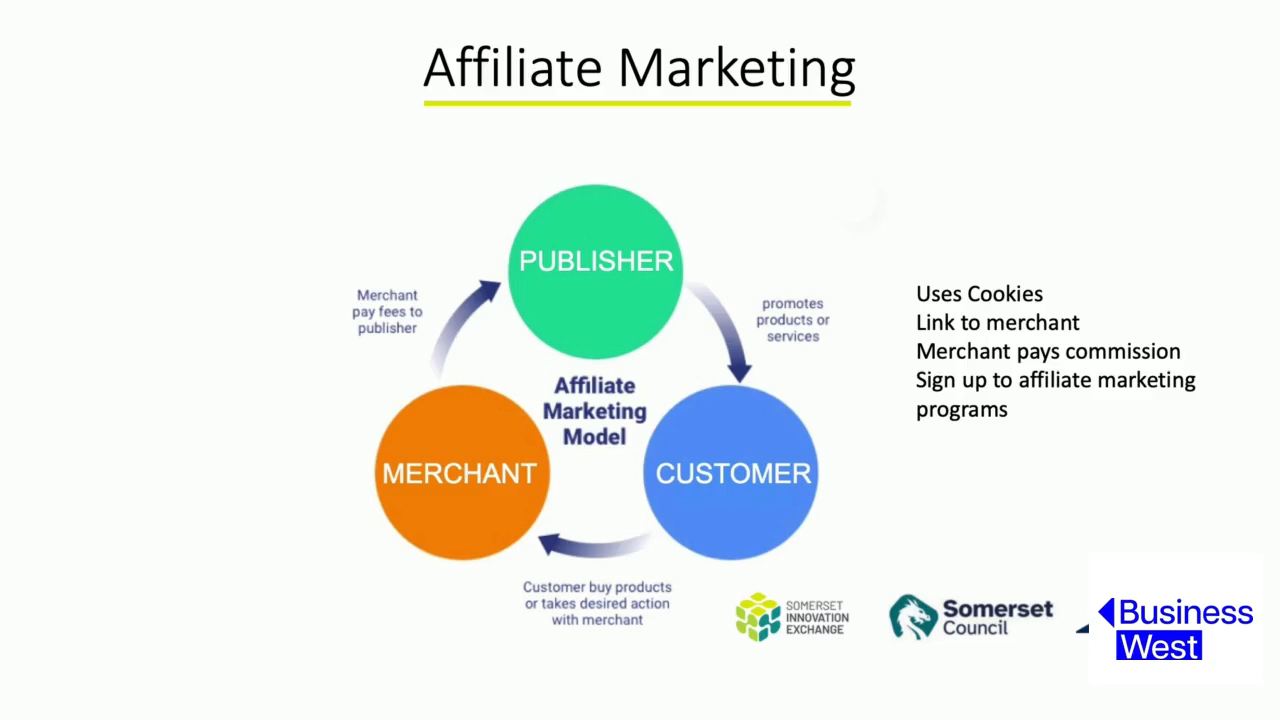 Affiliate Marketing
PUBLISHER
Merchant
pay fees to
publisher
promotes
products or
services
Affiliate
Marketing
Model
MERCHANT
CUSTOMER
Customer buy products
or takes desired action
with merchant
Uses Cookies
Link to merchant
Merchant pays commission
Sign up to affiliate marketing
programs
SOMERSET
INNOVATION
EXCHANGE
Somerset
Council
Business
West